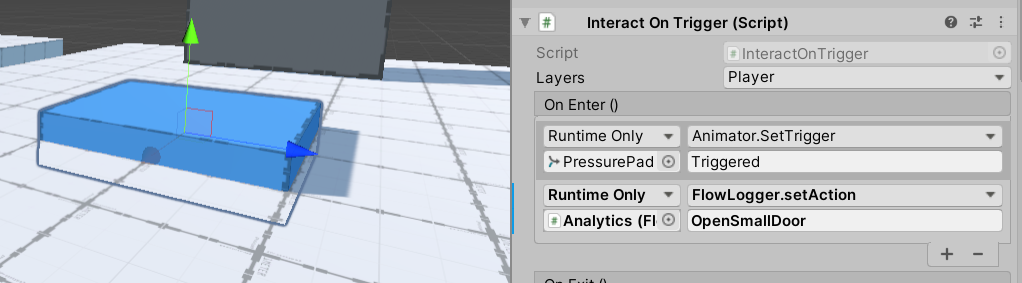 Interact On Trigger (Script)
Script
InteractOnTrigger
Layers
Player
On Enter ()
Runtime Only
Animator.SetTrigger
PressurePad
Triggered
Runtime Only
FlowLogger.setAction
Analytics (Fl
OpenSmallDoor
On Exit ()